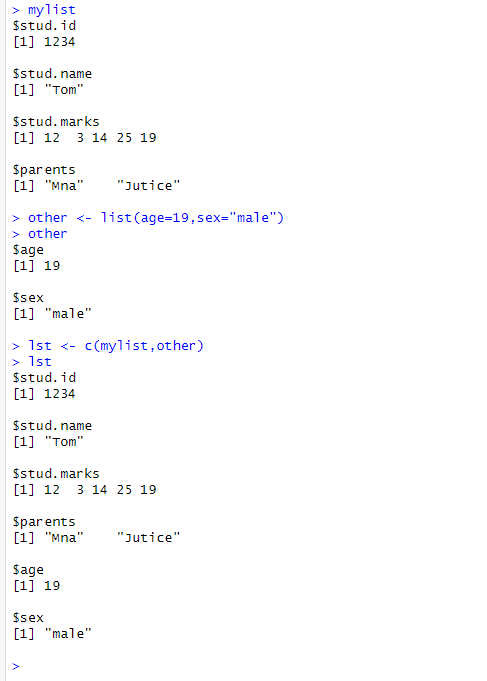 > mylist
$stud.id
[1] 1234
$stud.name
[1] "Tom"
$stud.marks
[1] 12  3 14 25 19
$parents
[1] "Mna"    "Jutice"
> other <- list(age=19,sex="male")
> other
$age
[1] 19
$sex
[1] "male"
> lst <- c(mylist,other)
> lst
$stud.id
[1] 1234
$stud.name
[1] "Tom"
$stud.marks
[1] 12  3 14 25 19
$parents
[1] "Mna"    "Jutice"
$age
[1] 19
$sex
[1] "male"
>